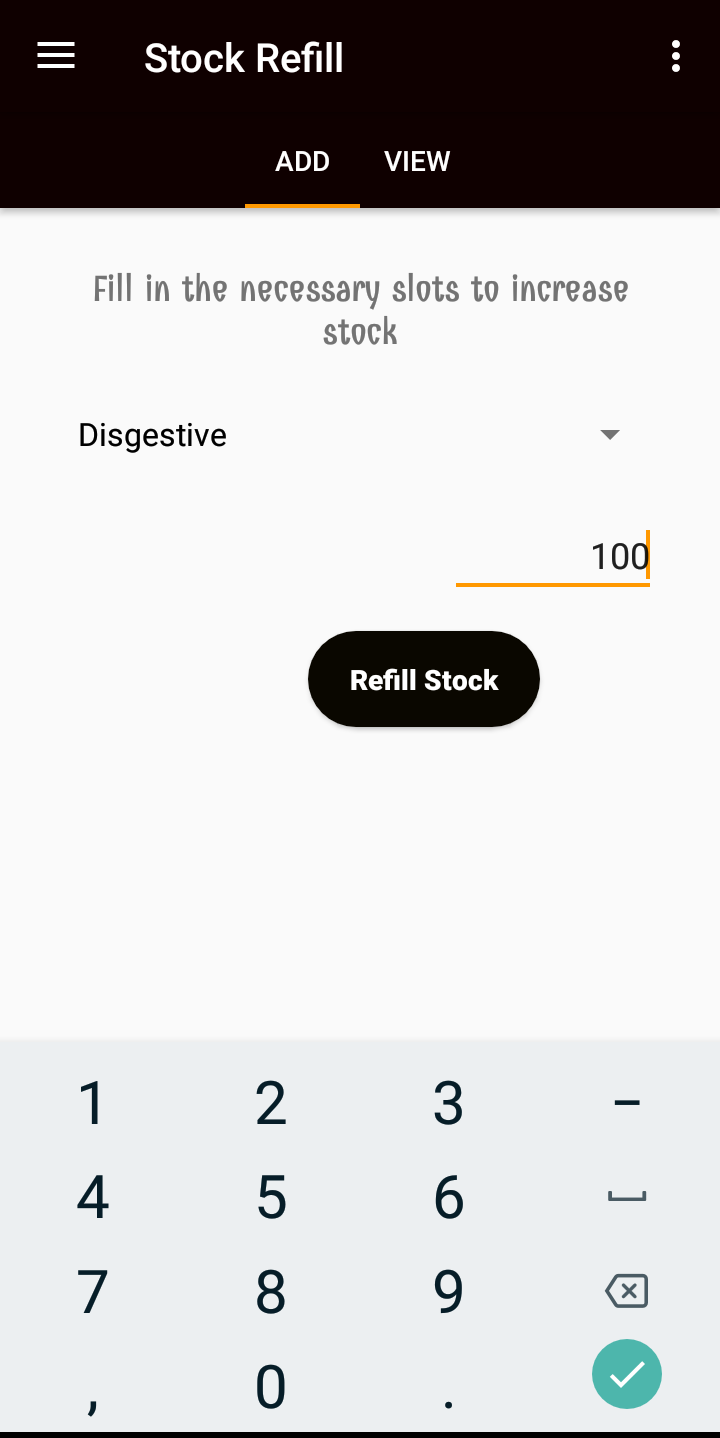 Stock Refill
ADD VIEW
Fill in the necessary slots to increase
stock
Disgestive
100
Refill Stock
1 2 3 –
4 5 6
7 8 9
, 0 .